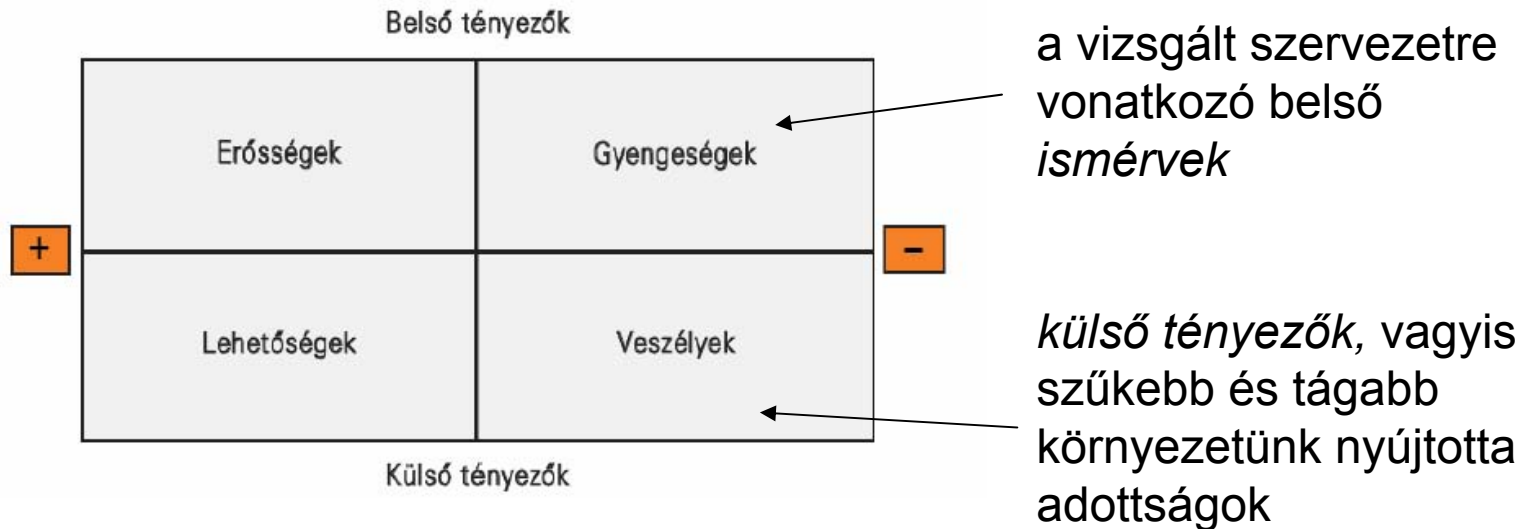 Belső tényezők
Erősségek
Gyengeségek
+
-
Lehetőségek
Veszélyek
Külső tényezők
a vizsgált szervezetre
vonatkozó belső
ismérvek
külső tényezők, vagyis
szűkebb és tágabb
környezetünk nyújtotta
adottságok